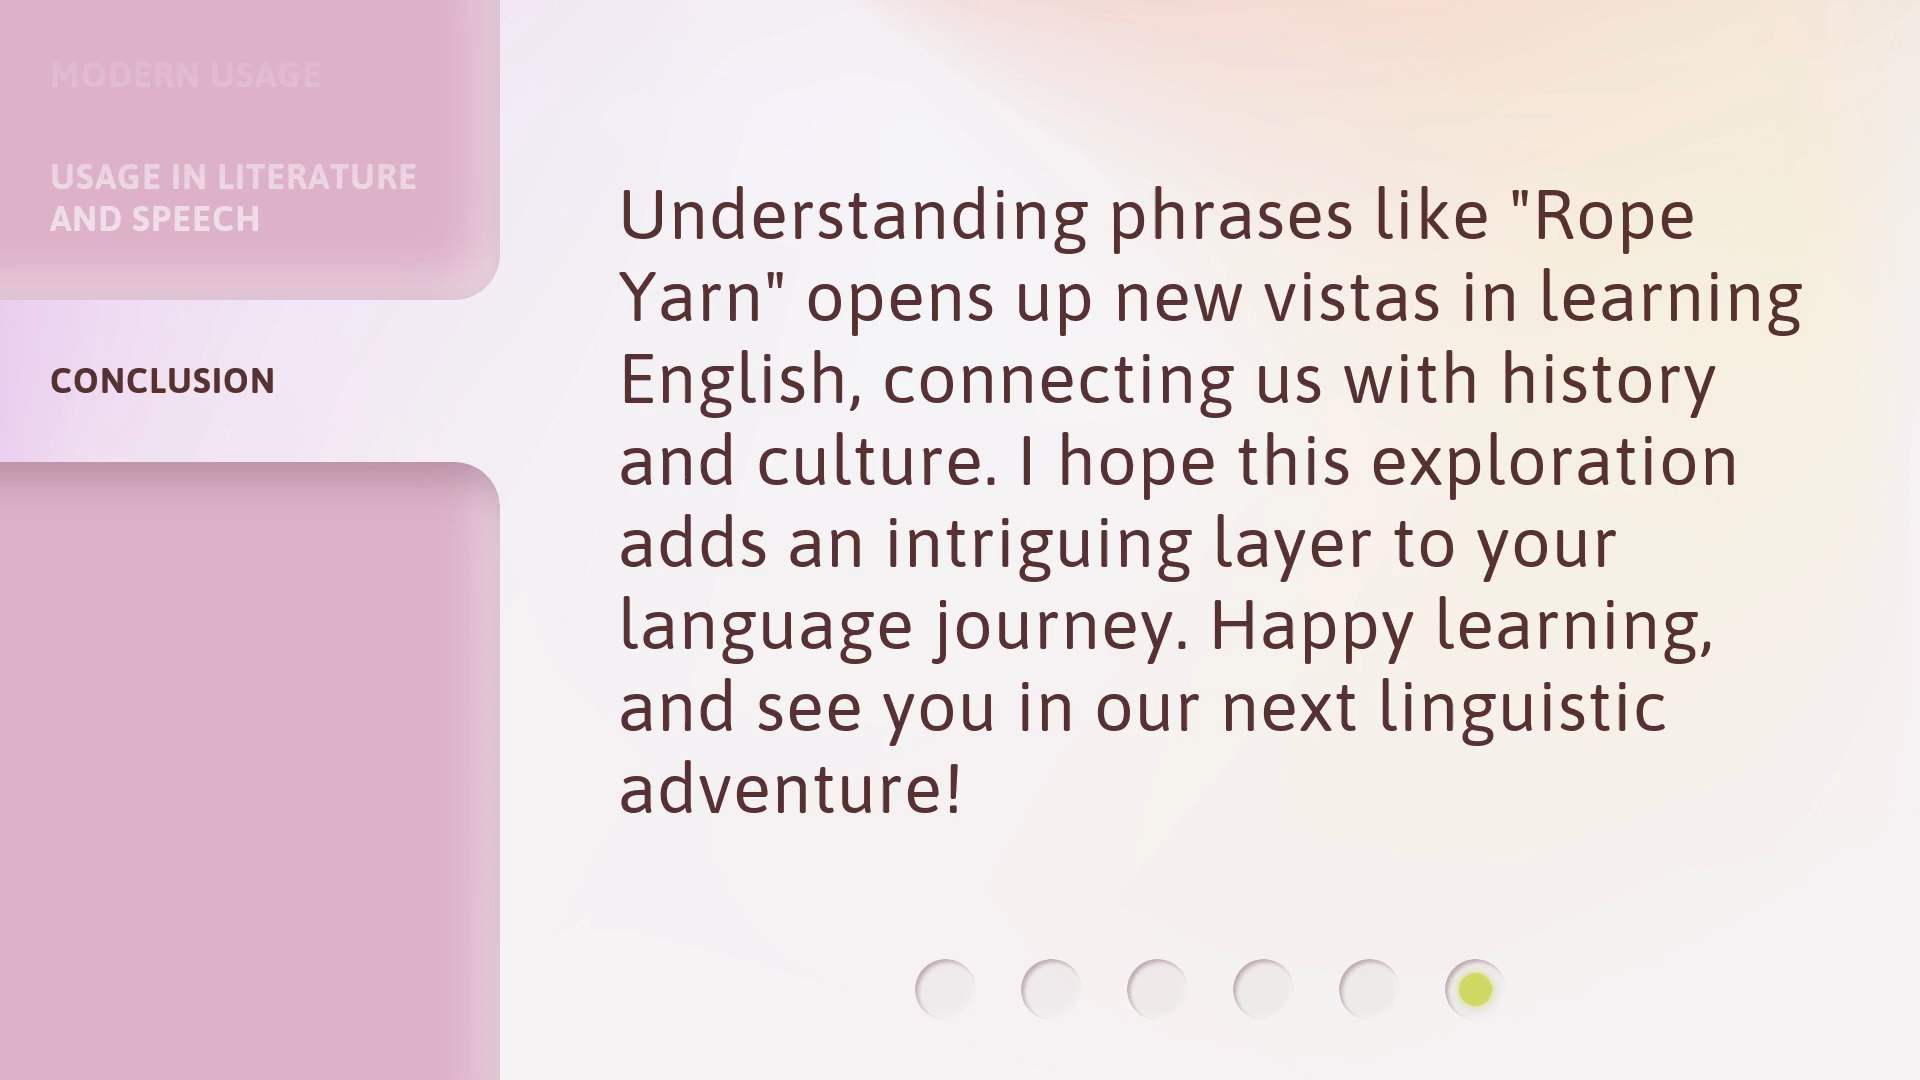 MODERN USAGE
USAGE IN LITERATURE
AND SPEECH
CONCLUSION
Understanding phrases like "Rope
Yarn" opens up new vistas in learning
English, connecting us with history
and culture. I hope this exploration
adds an intriguing layer to your
language journey. Happy learning,
and see you in our next linguistic
adventure!